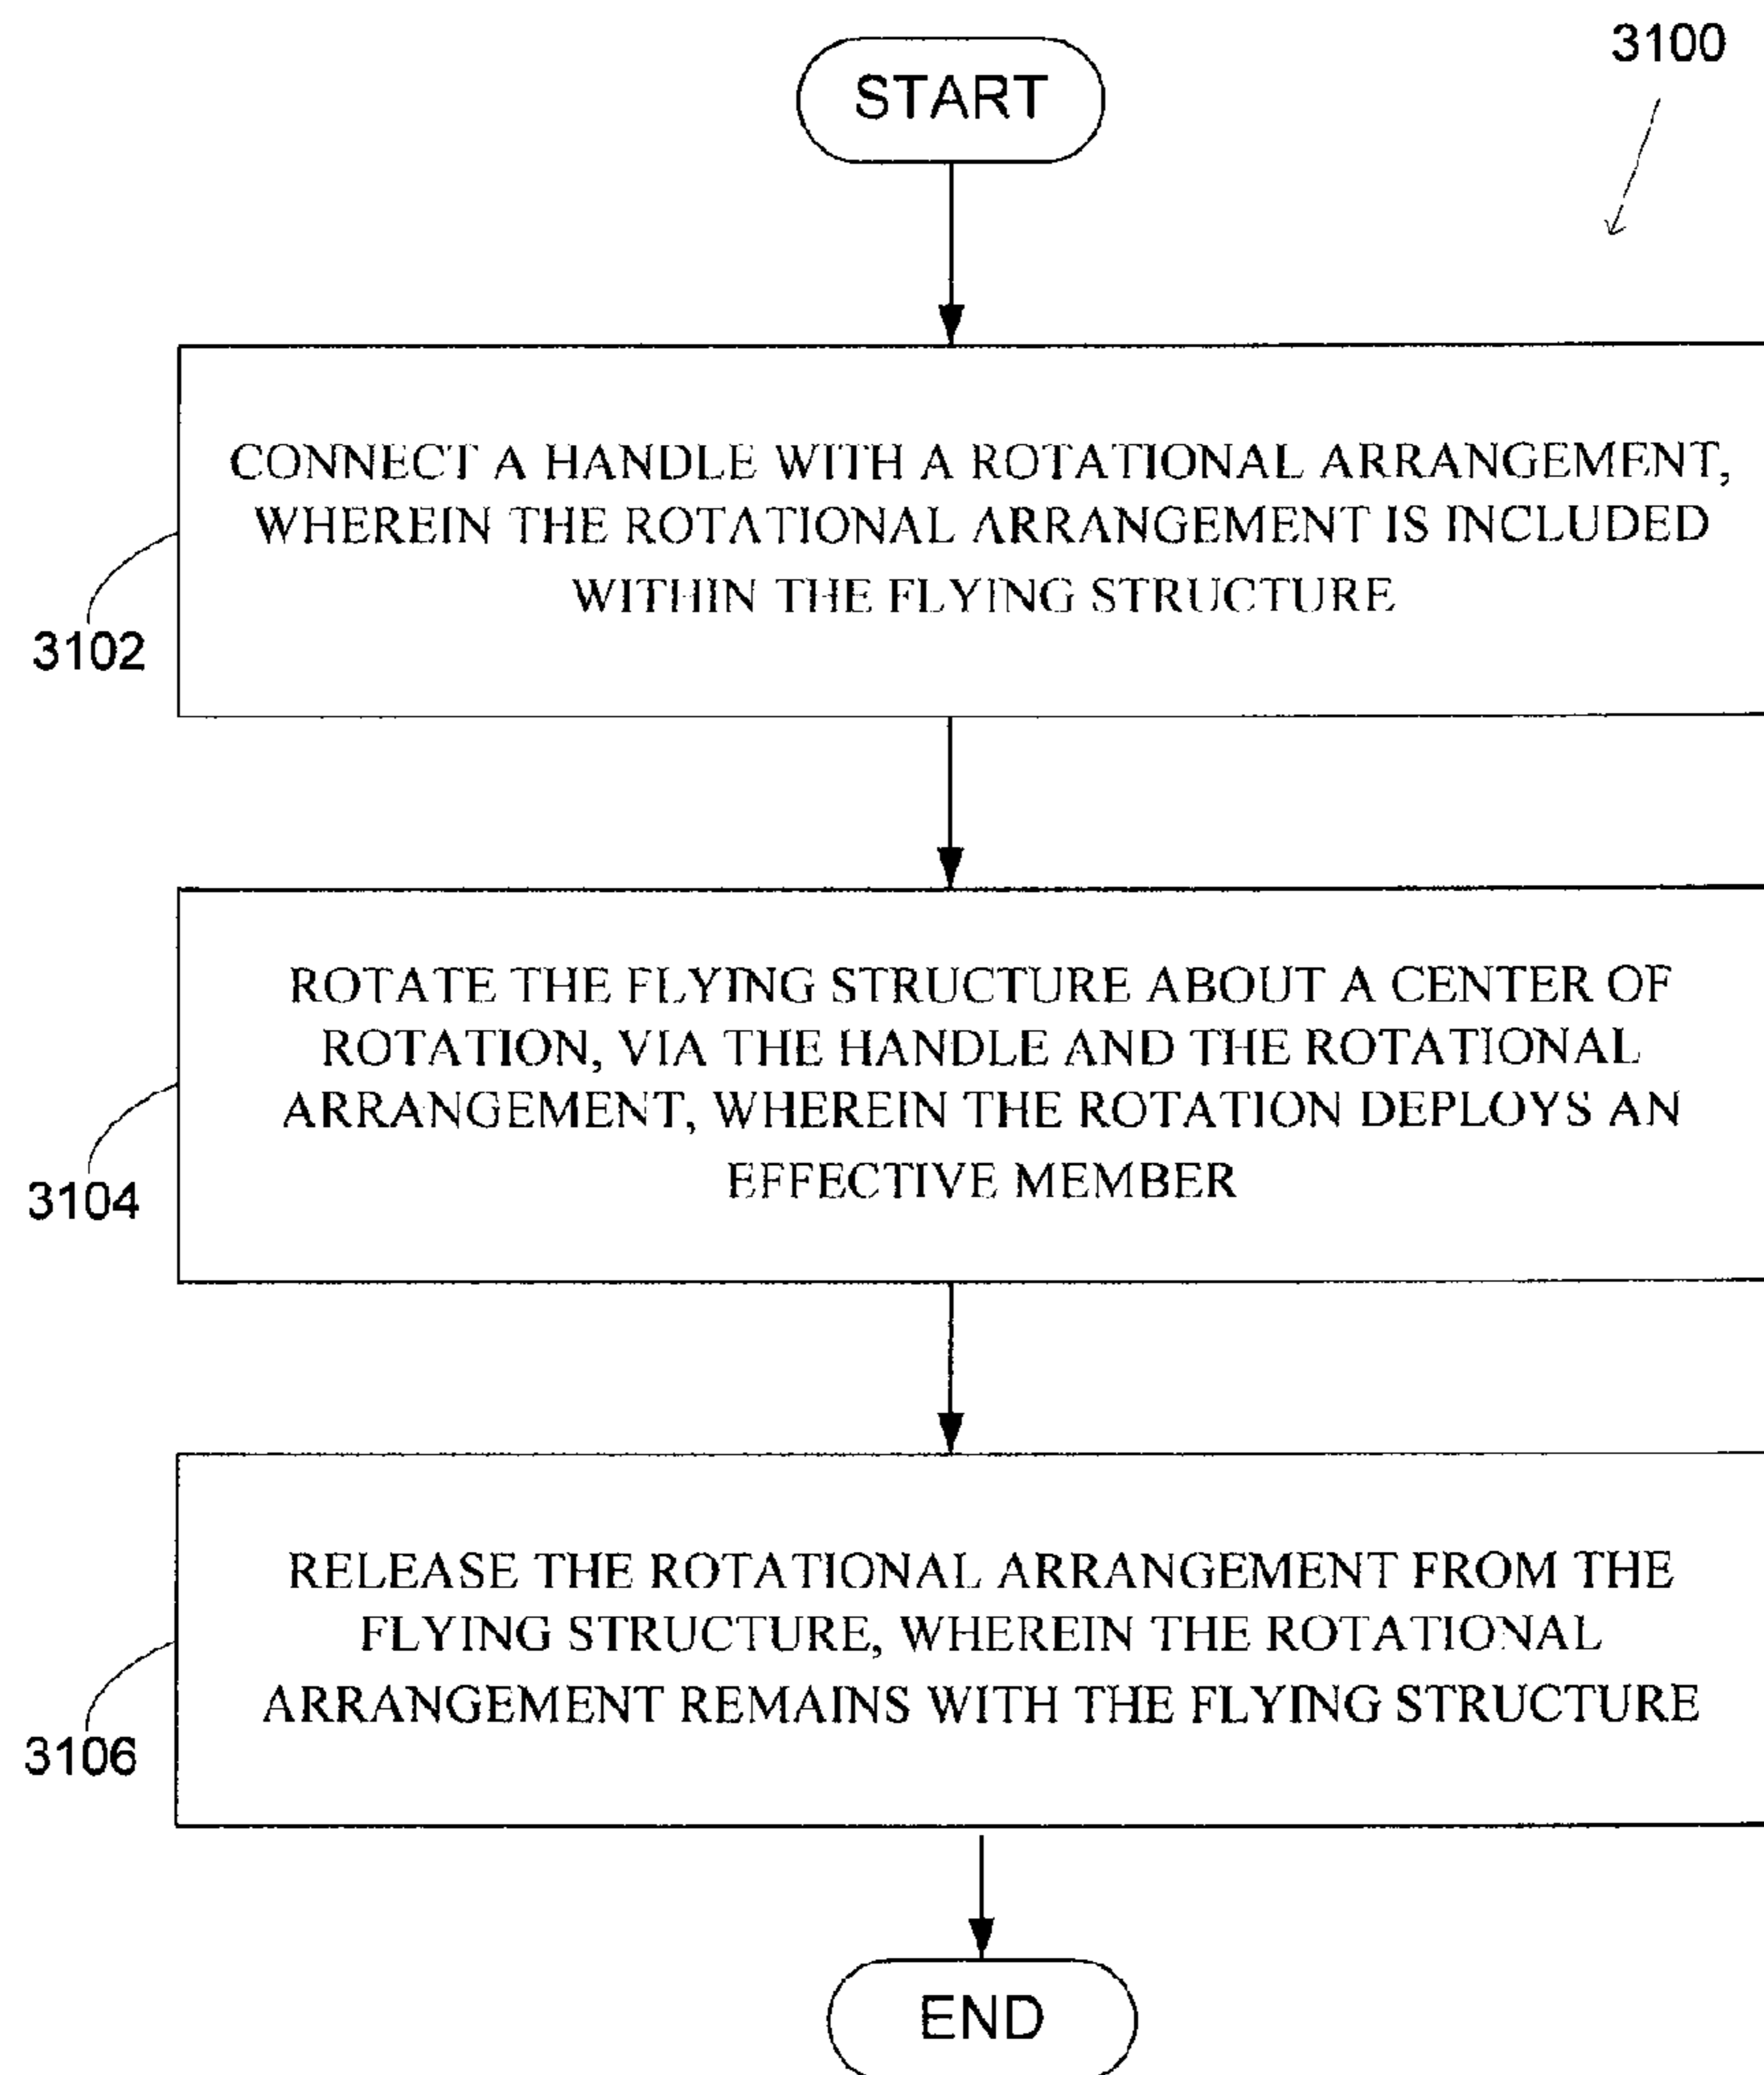 3100
START
CONNECT A HANDLE WITH A ROTATIONAL ARRANGEMENT,
WHEREIN THE ROTATIONAL ARRANGEMENT IS INCLUDED
WITHIN THE FLYING STRUCTURE
3102
ROTATE THE FLYING STRUCTURE ABOUT A CENTER OF
ROTATION, VIA THE HANDLE AND THE ROTATIONAL
ARRANGEMENT, WHEREIN THE ROTATION DEPLOYS AN
EFFECTIVE MEMBER
3104
RELEASE THE ROTATIONAL ARRANGEMENT FROM THE
FLYING STRUCTURE, WHEREIN THE ROTATIONAL
ARRANGEMENT REMAINS WITH THE FLYING STRUCTURE
3106
END